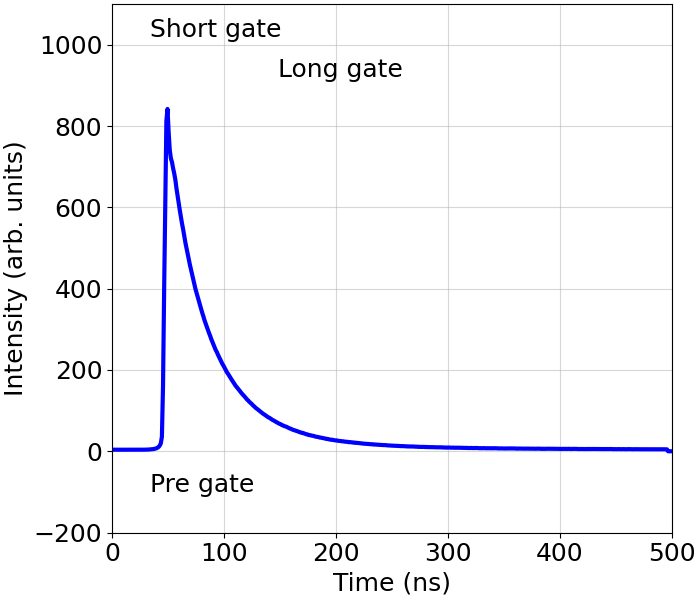 Short gate
Long gate
Pre gate
Intensity (arb. units)
1000
800
600
400
200
0
−200
0 100 200 300 400 500
Time (ns)